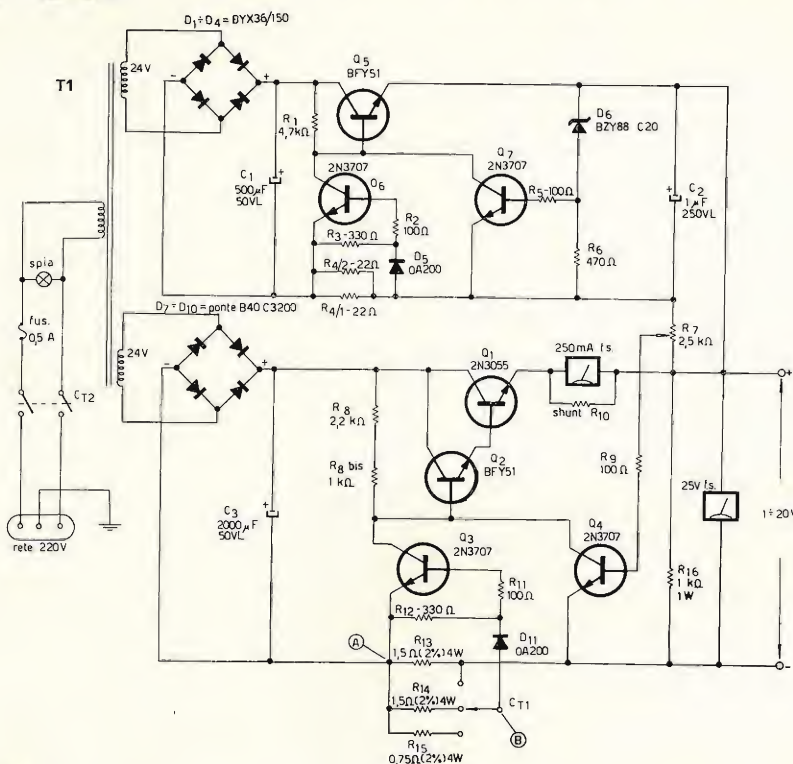 D1 ÷ D4 = BYX36/150
T1
24V
-
+
Q5
BFY51
R1
4,7kΩ
C1
500µF
50VL
+
2N3707
Q6
R2
100Ω
R3-330Ω
R4/2-22Ω
R4/1-22Ω
D5
OA200
Q7
2N3707
R5-100Ω
D6
BZY88 C20
R6
470Ω
+
C2
1µF
250VL
spia
fus.
0,5 A
CT2
rete 220V
D7 ÷ D10 = ponte B40 C3200
24V
-
+
C3
2000µF
50VL
+
R8
2,2 kΩ
R8 bis
1kΩ
Q1
2N3055
Q2
BFY51
250mA f.s.
shunt R10
R7
2,5kΩ
R9
100Ω
Q3
2N3707
Q4
2N3707
R11
100Ω
R12-330Ω
D11
OA200
A
R13
1,5Ω(2%)4W
R14
1,5Ω(2%)4W
R15
0,75Ω(2%)4W
CT1
B
R16
1kΩ
1W
25V f.s.
+
1÷20V
-